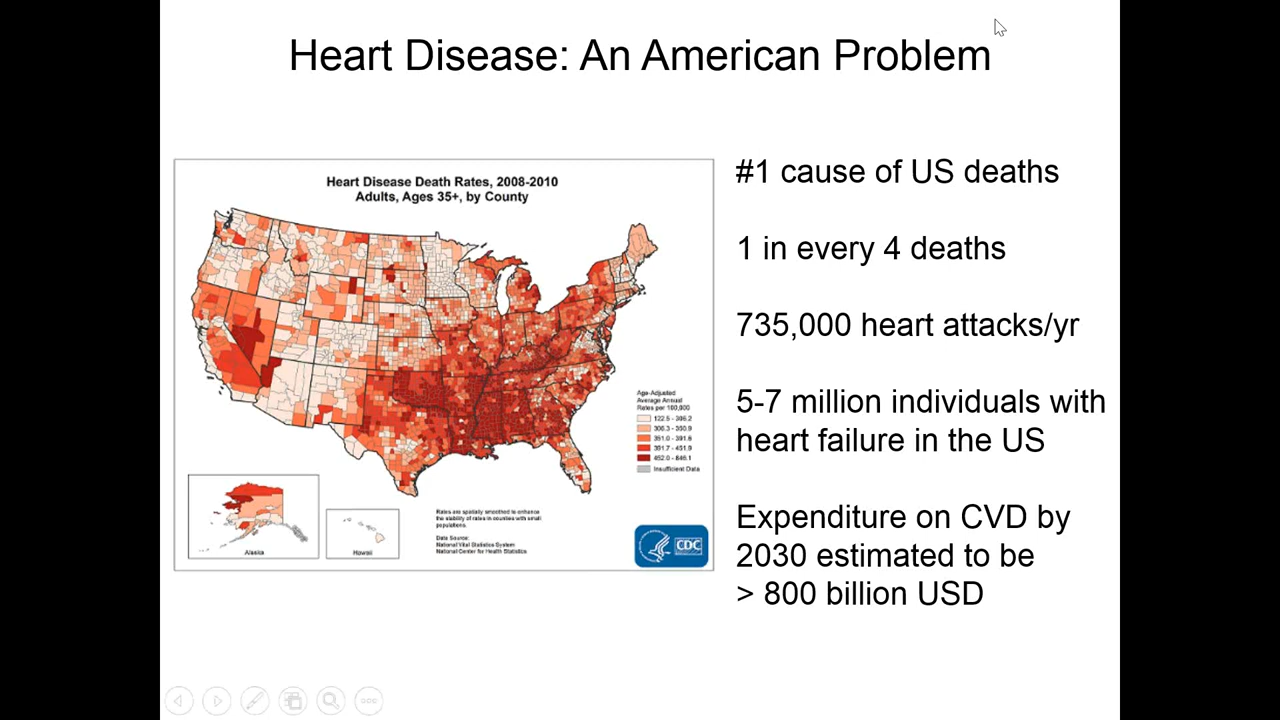 Heart Disease: An American Problem
Heart Disease Death Rates, 2008-2010
Adults, Ages 35+, by County
Age-Adjusted
Average Annual
Rates per 100,000
122.5 - 306.2
306.3 - 350.9
351.0 - 391.6
391.7 - 451.9
452.0 - 846.1
Insufficient Data
Alaska
Hawaii
Rates are spatially smoothed to enhance
the stability of rates in counties with small
populations.
Data Source:
National Vital Statistics System
National Center for Health Statistics
CDC
#1 cause of US deaths
1 in every 4 deaths
735,000 heart attacks/yr
5-7 million individuals with
heart failure in the US
Expenditure on CVD by
2030 estimated to be
> 800 billion USD